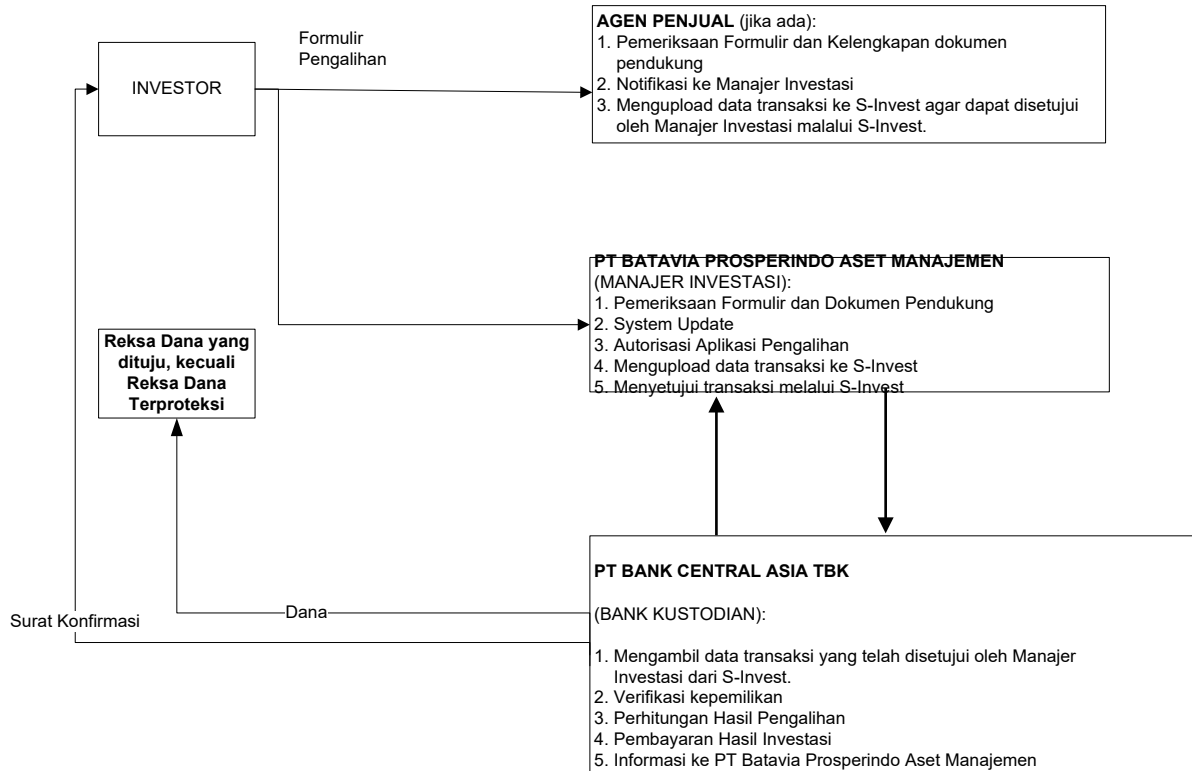 Formulir
Pengalihan
INVESTOR
AGEN PENJUAL (jika ada):
1. Pemeriksaan Formulir dan Kelengkapan dokumen
pendukung
2. Notifikasi ke Manajer Investasi
3. Mengupload data transaksi ke S-Invest agar dapat disetujui
oleh Manajer Investasi malalui S-Invest.
PT BATAVIA PROSPERINDO ASET MANAJEMEN
(MANAJER INVESTASI):
1. Pemeriksaan Formulir dan Dokumen Pendukung
2. System Update
3. Autorisasi Aplikasi Pengalihan
4. Mengupload data transaksi ke S-Invest
5. Menyetujui transaksi melalui S-Invest
Reksa Dana yang
dituju, kecuali
Reksa Dana
Terproteksi
Surat Konfirmasi
Dana
PT BANK CENTRAL ASIA TBK
(BANK KUSTODIAN):
1. Mengambil data transaksi yang telah disetujui oleh Manajer
Investasi dari S-Invest.
2. Verifikasi kepemilikan
3. Perhitungan Hasil Pengalihan
4. Pembayaran Hasil Investasi
5. Informasi ke PT Batavia Prosperindo Aset Manajemen